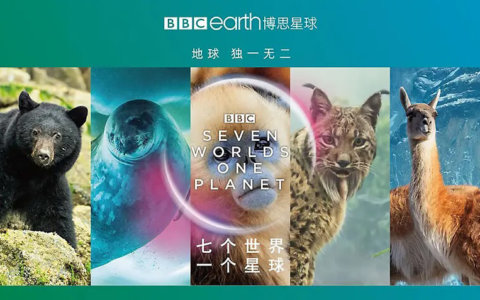 BBC earth 博思星球
地球 独一无二
BBC
SEVEN
WORLDS
ONE
PLANET
七个世界
一个星球